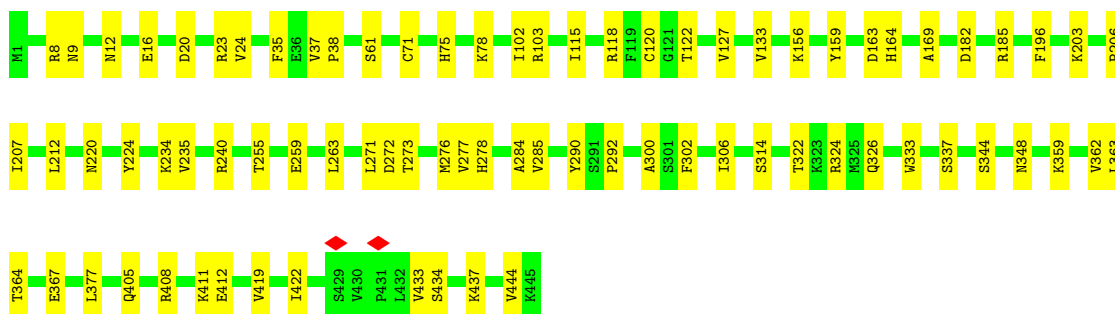 M1 R8 N9 N12 E16 D20 R23 V24 F35 E36 V37 P38 S61 C71 H75 K78 I102 R103 I115 R118 F119 C120 G121 T122 V127 V133 K156 Y159 D163 H164 A169 D182 R185 F196 K203
I207 L212 N220 Y224 K234 V235 R240 T255 E259 L263 L271 D272 T273 M276 V277 H278 A284 V285 Y290 S291 P292 A300 S301 F302 I306 S314 T322 K323 R324 M325 Q326 W333 S337 S344 N348 K359 V362
T364 E367 L377 Q405 R408 K411 E412 V419 I422 S429 V430 P431 L432 V433 S434 K437 V444 K445